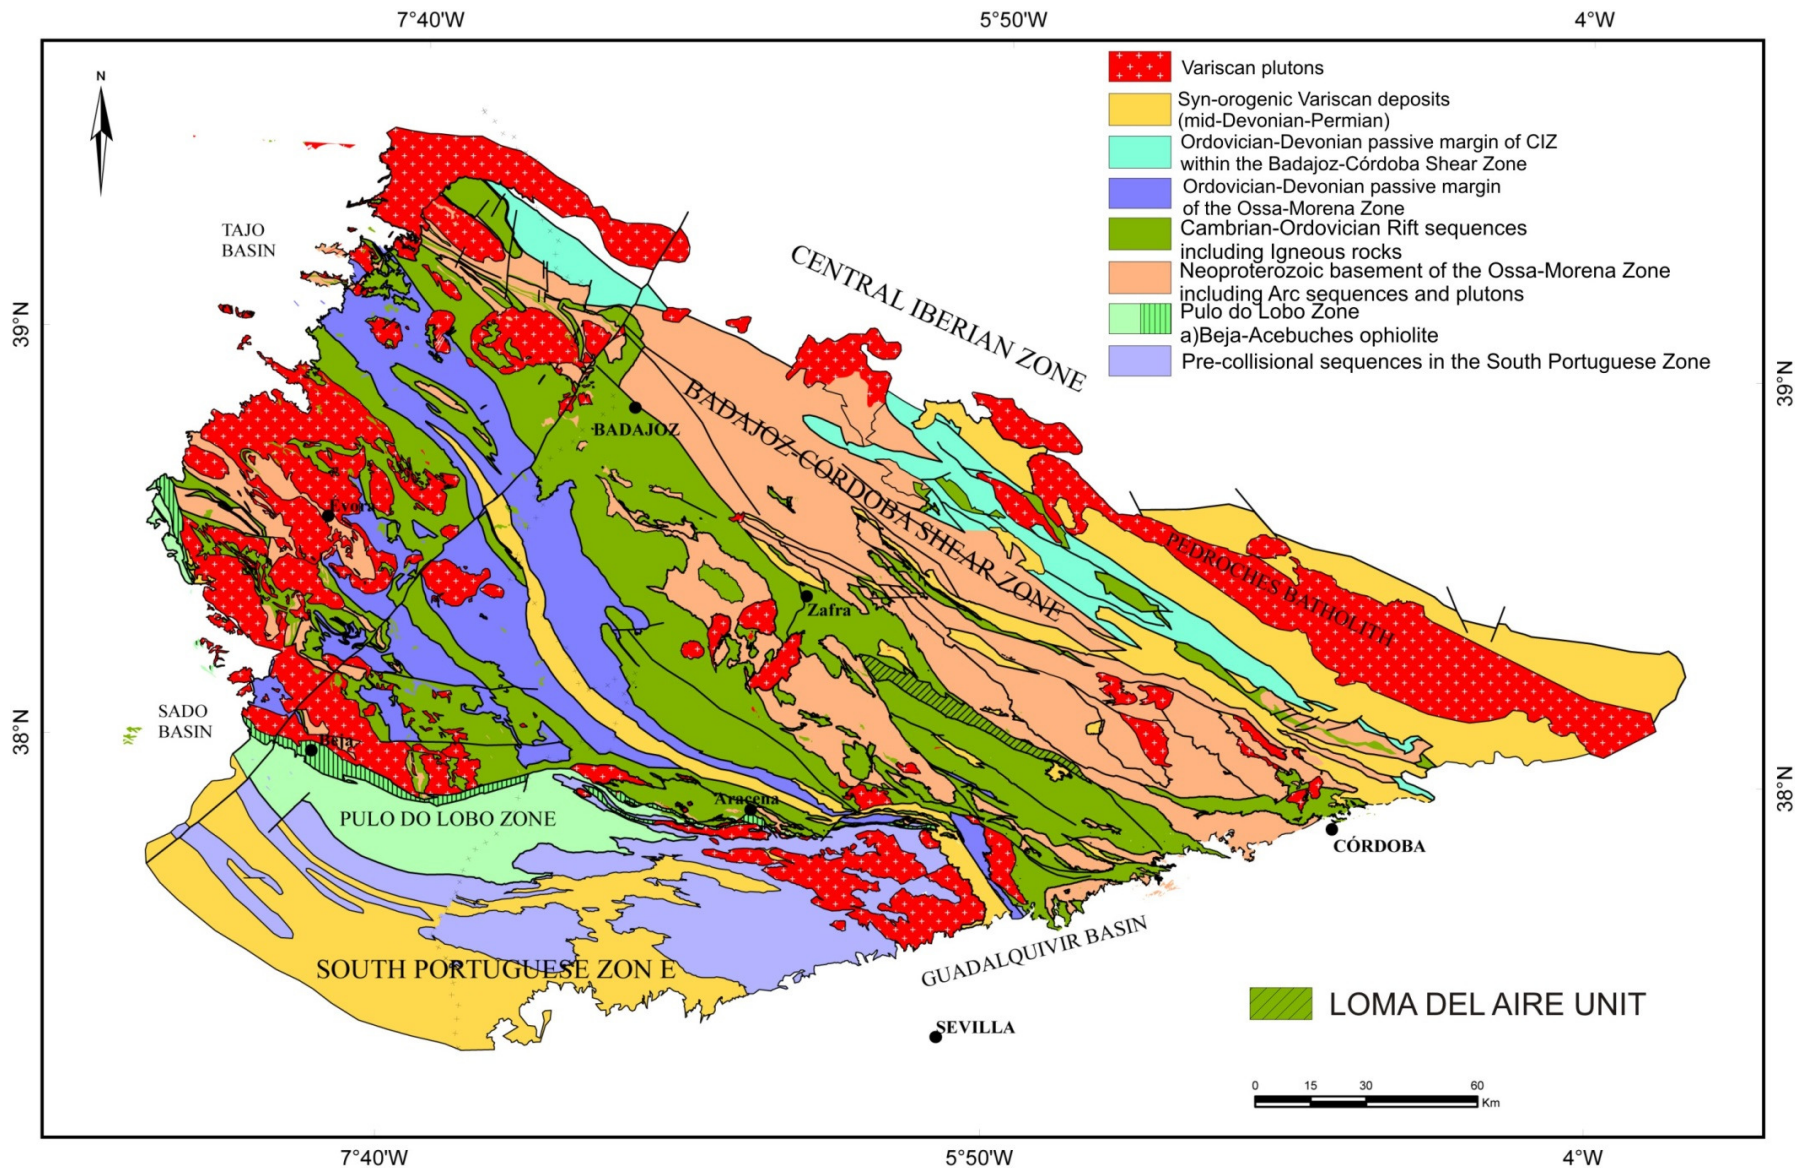 7°40'W 5°50'W 4°W
N
Variscan plutons
Syn-orogenic Variscan deposits
(mid-Devonian-Permian)
Ordovician-Devonian passive margin of CIZ
within the Badajoz-Córdoba Shear Zone
Ordovician-Devonian passive margin
of the Ossa-Morena Zone
Cambrian-Ordovician Rift sequences
including Igneous rocks
Neoproterozoic basement of the Ossa-Morena Zone
including Arc sequences and plutons
Pulo do Lobo Zone
a)Beja-Acebuches ophiolite
Pre-collisional sequences in the South Portuguese Zone
TAJO
BASIN
CENTRAL IBERIAN ZONE
39°N
39°N
BADAJOZ
BADAJOZ-CÓRDOBA SHEAR ZONE
Évora
PEDROCHES BATHOLITH
Zafra
SADO
BASIN
38°N
38°N
Beja
Aracena
PULO DO LOBO ZONE
CÓRDOBA
GUADALQUIVIR BASIN
SOUTH PORTUGUESE ZON E
LOMA DEL AIRE UNIT
SEVILLA
0 15 30 60
Km
7°40'W 5°50'W 4°W